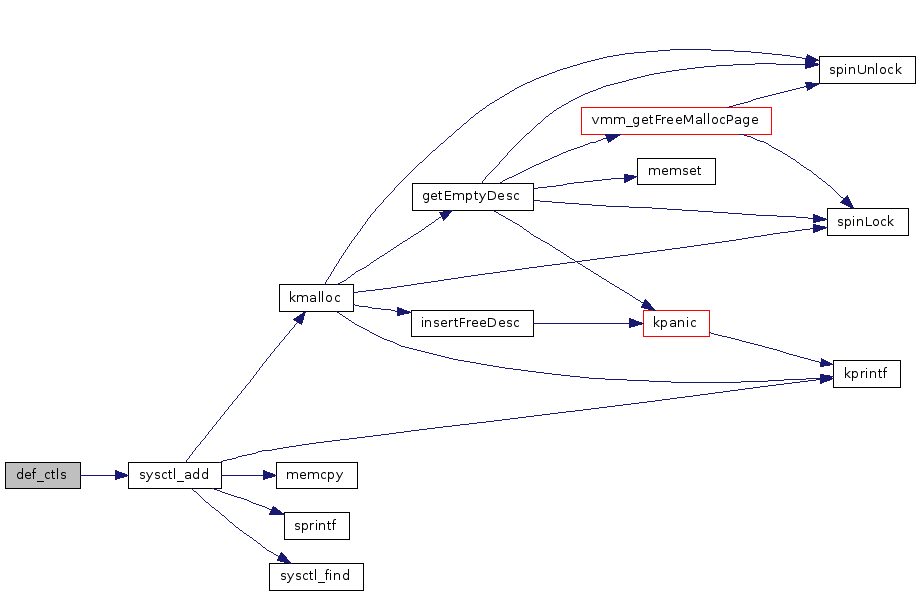 spinUnlock
vmm_getFreeMallocPage
memset
getEmptyDesc
spinLock
kmalloc
insertFreeDesc
kpanic
kprintf
def_ctls
sysctl_add
memcpy
sprintf
sysctl_find